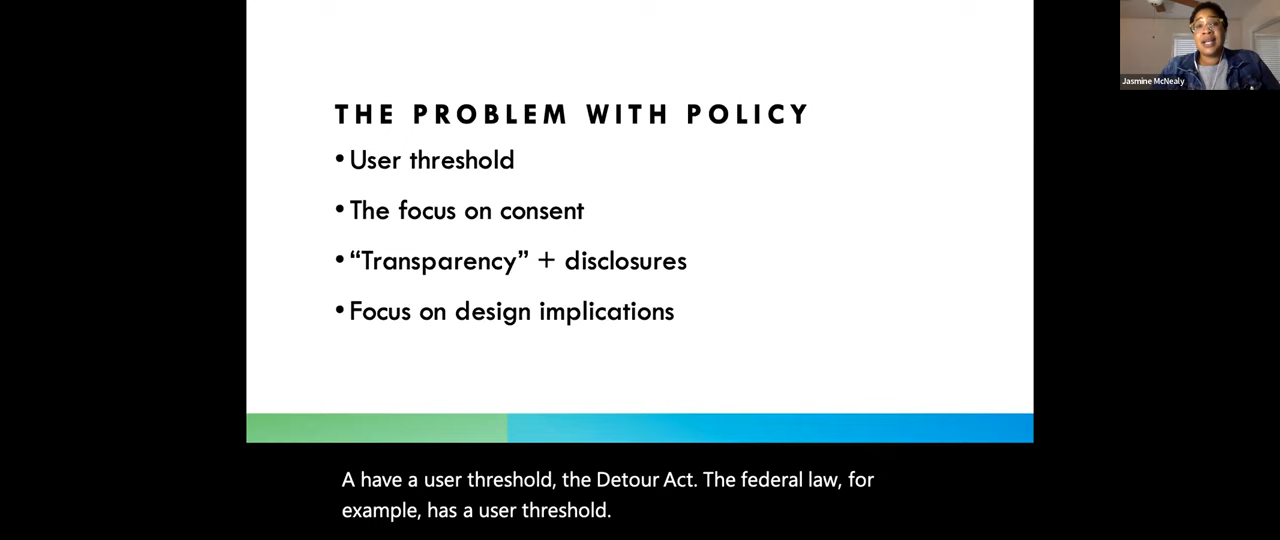 THE PROBLEM WITH POLICY
• User threshold
• The focus on consent
• “Transparency” + disclosures
• Focus on design implications
Jasmine McNealy
A have a user threshold, the Detour Act. The federal law, for
example, has a user threshold.